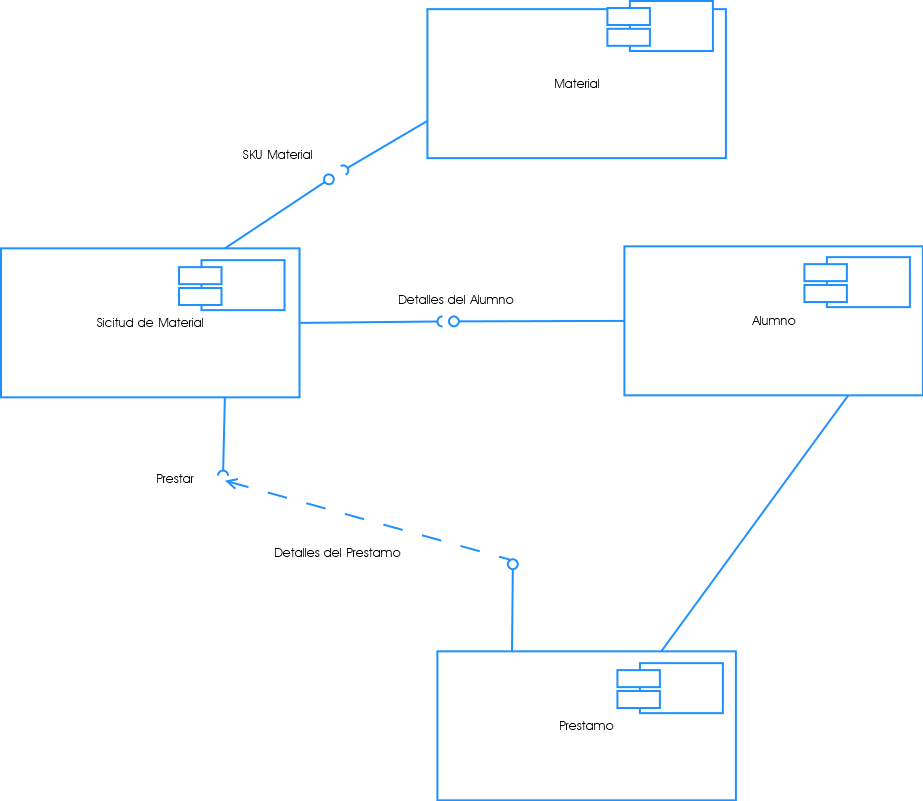 Material
SKU Material
Detalles del Alumno
Sicitud de Material
Alumno
Prestar
Detalles del Prestamo
Prestamo